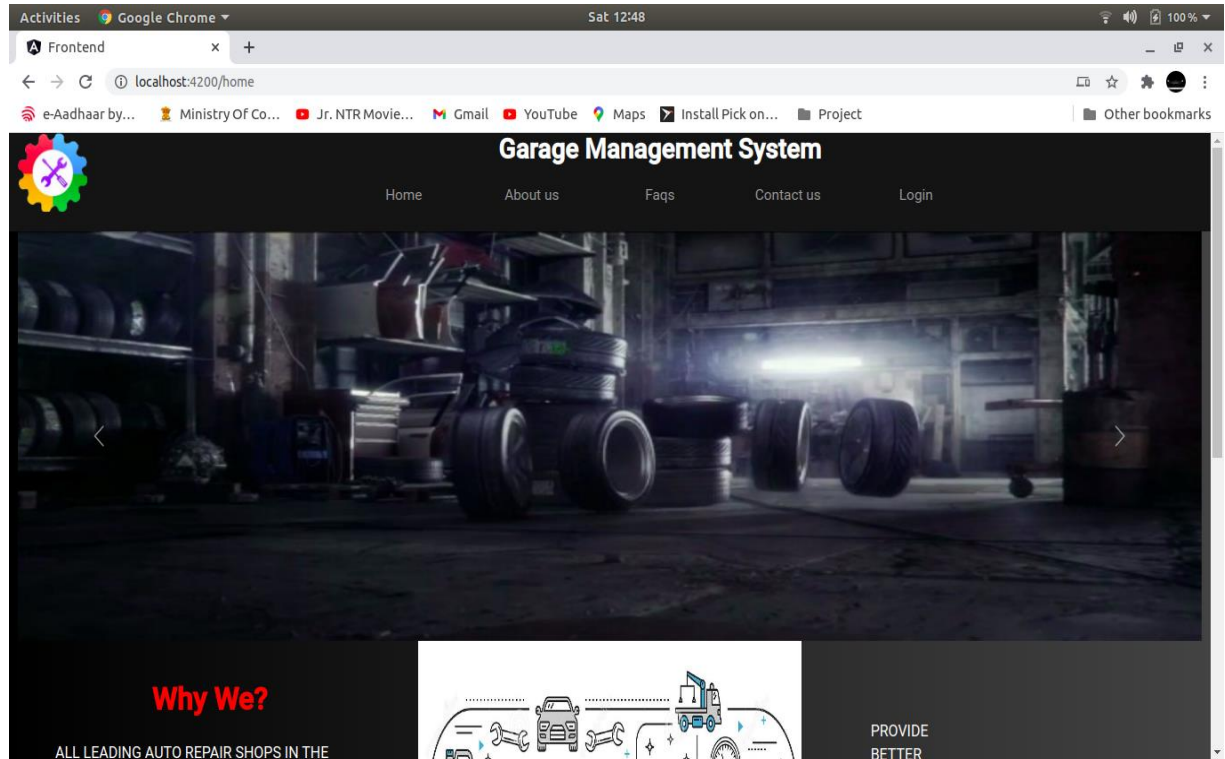 Activities Google Chrome Sat 12:48 100 %
Frontend
localhost:4200/home
e-Aadhaar by... Ministry Of Co... Jr. NTR Movie... Gmail YouTube Maps Install Pick on... Project Other bookmarks
Garage Management System
Home About us Faqs Contact us Login
Why We?
ALL LEADING AUTO REPAIR SHOPS IN THE
PROVIDE
BETTER